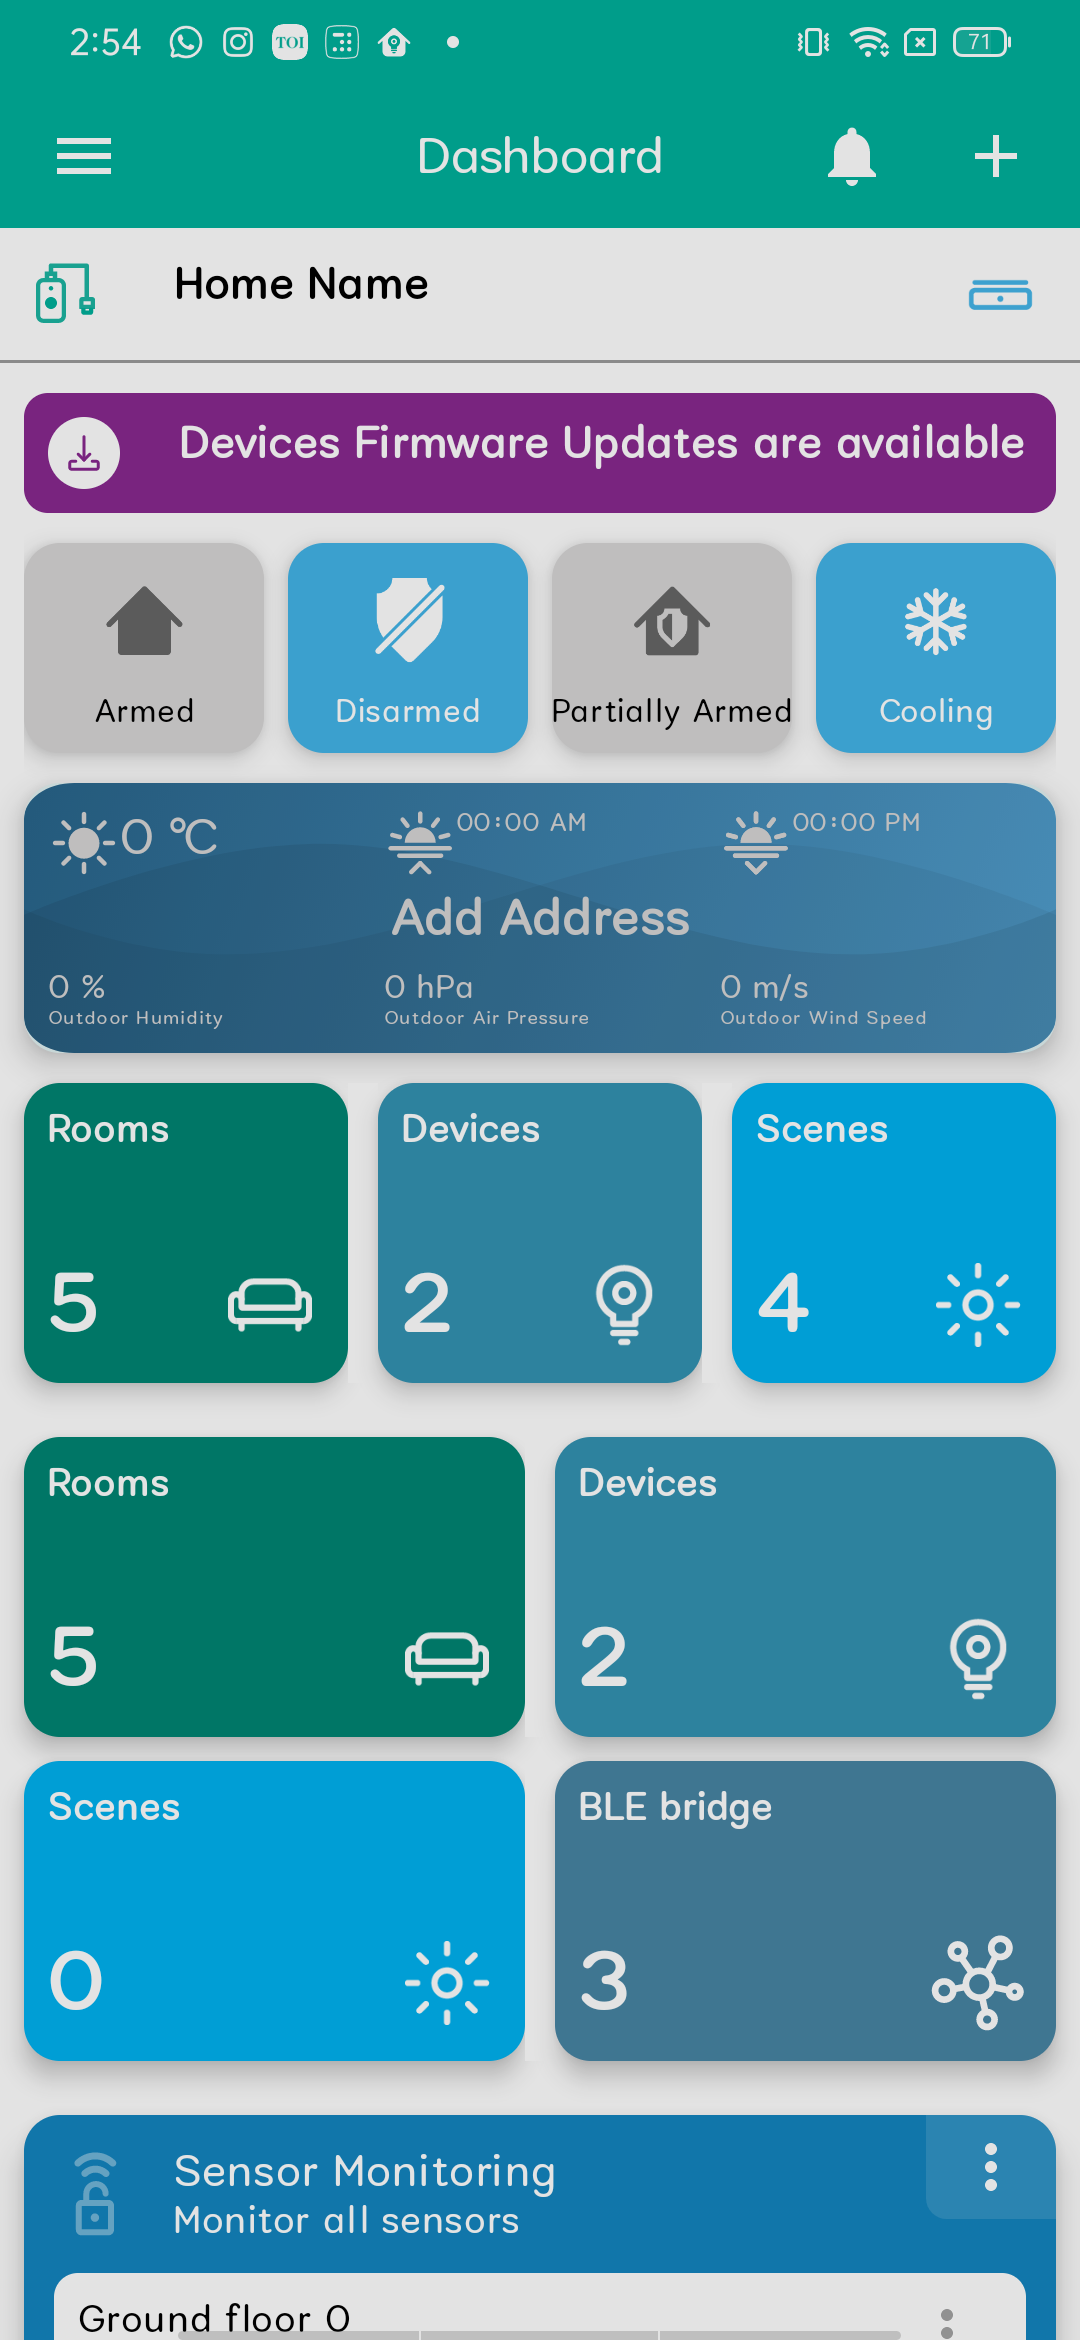 2:54
TOI
71
Dashboard
Home Name
Devices Firmware Updates are available
Armed
Disarmed
Partially Armed
Cooling
0 °C
00:00 AM
00:00 PM
Add Address
0 %
0 hPa
0 m/s
Outdoor Humidity
Outdoor Air Pressure
Outdoor Wind Speed
Rooms
Devices
Scenes
5
2
4
Rooms
Devices
5
2
Scenes
BLE bridge
0
3
Sensor Monitoring
Monitor all sensors
Ground floor 0